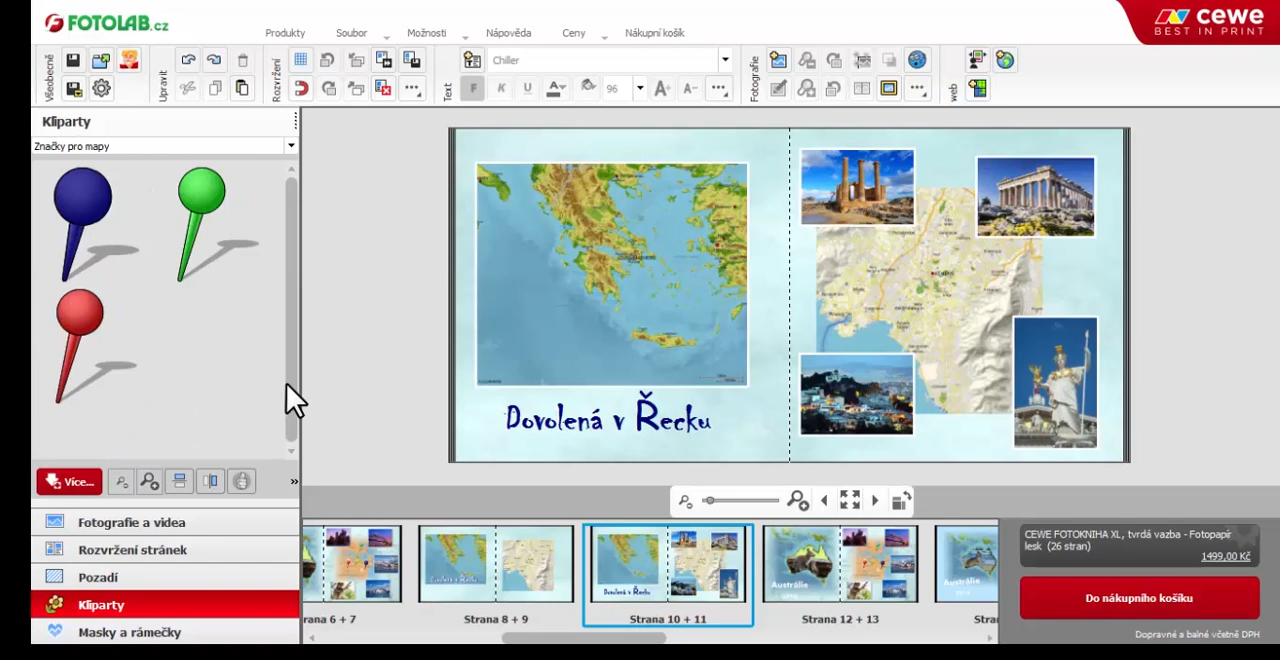 FOTOLAB.cz
cewe
BEST IN PRINT
Produkty
Soubor
Možnosti
Nápověda
Ceny
Nákupní košík
Všeobecně
Upravit
Rozvržení
Text
Fotografie
web
Chiller
F K U A 96 A+ A-
Kliparty
Značky pro mapy
Více...
Fotografie a videa
Rozvržení stránek
Pozadí
Kliparty
Masky a rámečky
Dovolená v Řecku
Dovolená v Řecku
Austrálie
Austrálie
rana 6 + 7
Strana 8 + 9
Strana 10 + 11
Strana 12 + 13
Stra
CEWE FOTOKNIHA XL, tvrdá vazba - Fotopapír
lesk (26 stran)
1499,00 Kč
Do nákupního košíku
Dopravné a balné včetně DPH